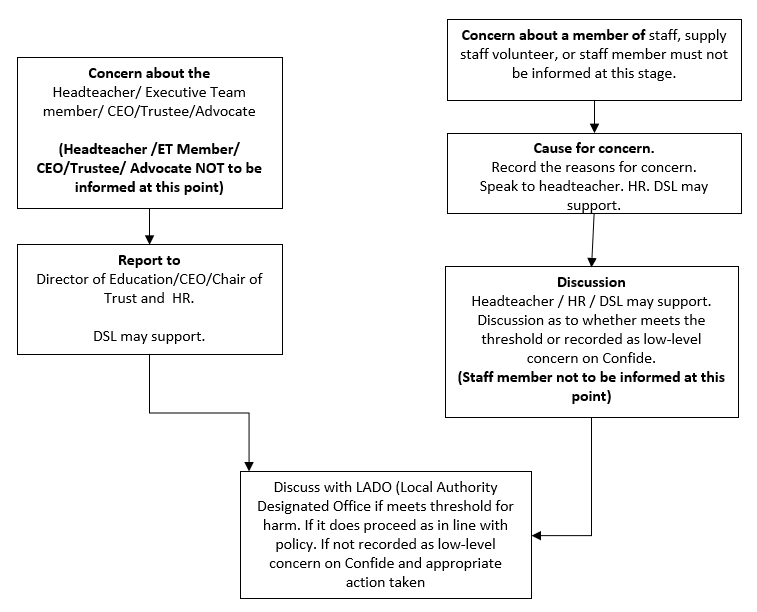 Concern about the
Headteacher/ Executive Team
member/ CEO/Trustee/Advocate
(Headteacher /ET Member/
CEO/Trustee/ Advocate NOT to be
informed at this point)
Report to
Director of Education/CEO/Chair of
Trust and  HR.
DSL may support.
Concern about a member of staff, supply
staff volunteer, or staff member must not
be informed at this stage.
Cause for concern.
Record the reasons for concern.
Speak to headteacher. HR. DSL may
support.
Discussion
Headteacher / HR / DSL may support.
Discussion as to whether meets the
threshold or recorded as low-level
concern on Confide.
(Staff member not to be informed at this
point)
Discuss with LADO (Local Authority
Designated Office if meets threshold for
harm. If it does proceed as in line with
policy. If not recorded as low-level
concern on Confide and appropriate
action taken